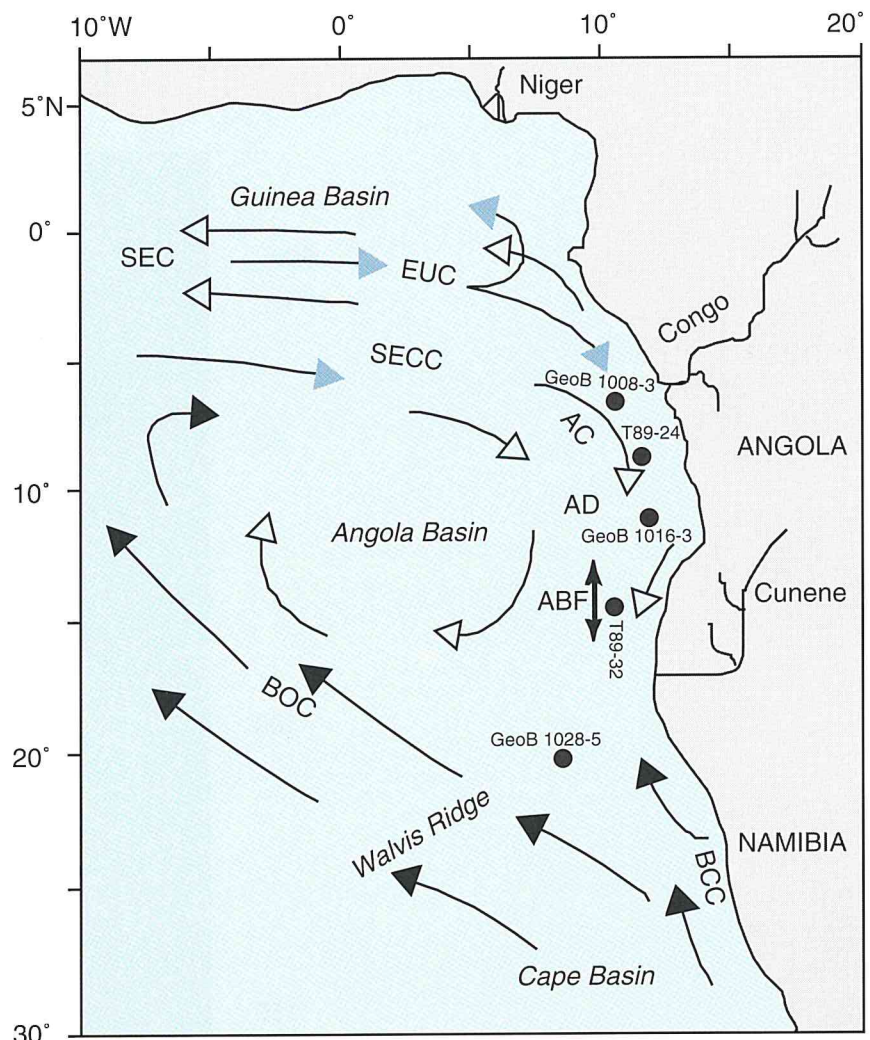 10°W 0° 10° 20°
Niger
5°N
Guinea Basin
0°
SEC
EUC
Congo
SECC
GeoB 1008-3
AC
T89-24
ANGOLA
10°
AD
Angola Basin
GeoB 1016-3
ABF
Cunene
T89-32
BOC
GeoB 1028-5
20°
Walvis Ridge
NAMIBIA
BCC
Cape Basin
30°